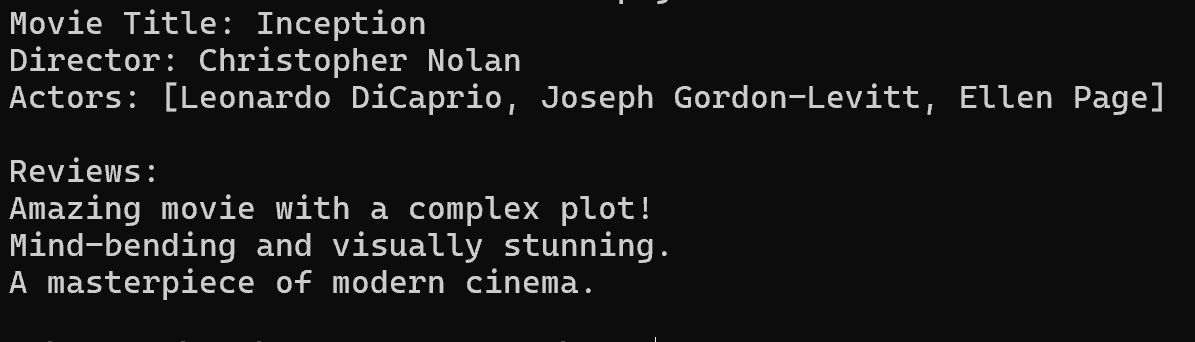 Movie Title: Inception
Director: Christopher Nolan
Actors: [Leonardo DiCaprio, Joseph Gordon-Levitt, Ellen Page]
Reviews:
Amazing movie with a complex plot!
Mind-bending and visually stunning.
A masterpiece of modern cinema.